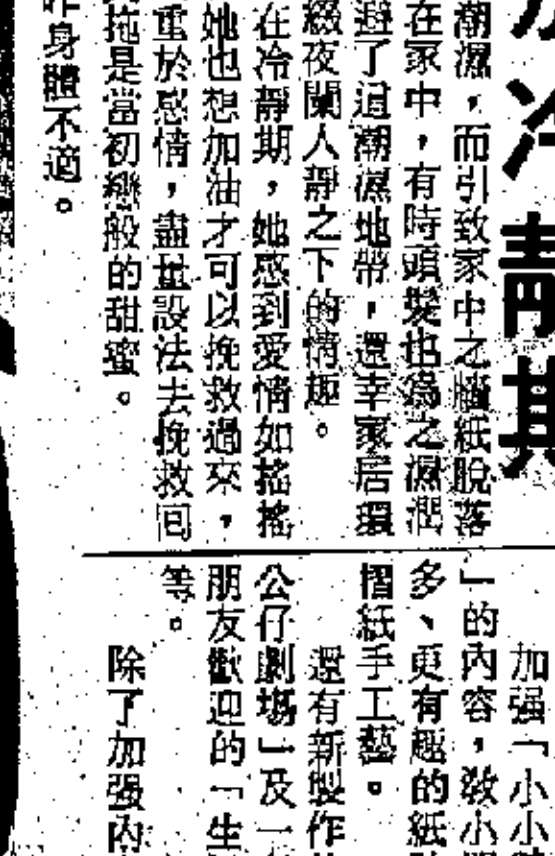 冷靜期
潮濕，而引致家中之牆紙脫落
在家中，有時頭髮也為之濕潤
避了過潮濕地帶，還幸家居環
綴夜闌人靜之下的情趣。
在冷靜期，她感到愛情如搖搖
她也想加油才可以挽救過來，
重於感情，盡量設法去挽救回
拖是當初戀般的甜蜜。
身體不適。
加強「小小
」的內容，教小
多、更有趣的紙
摺紙手工藝。
還有新製作
公仔劇場」及一
朋友歡迎的「生
等。
除了加強內